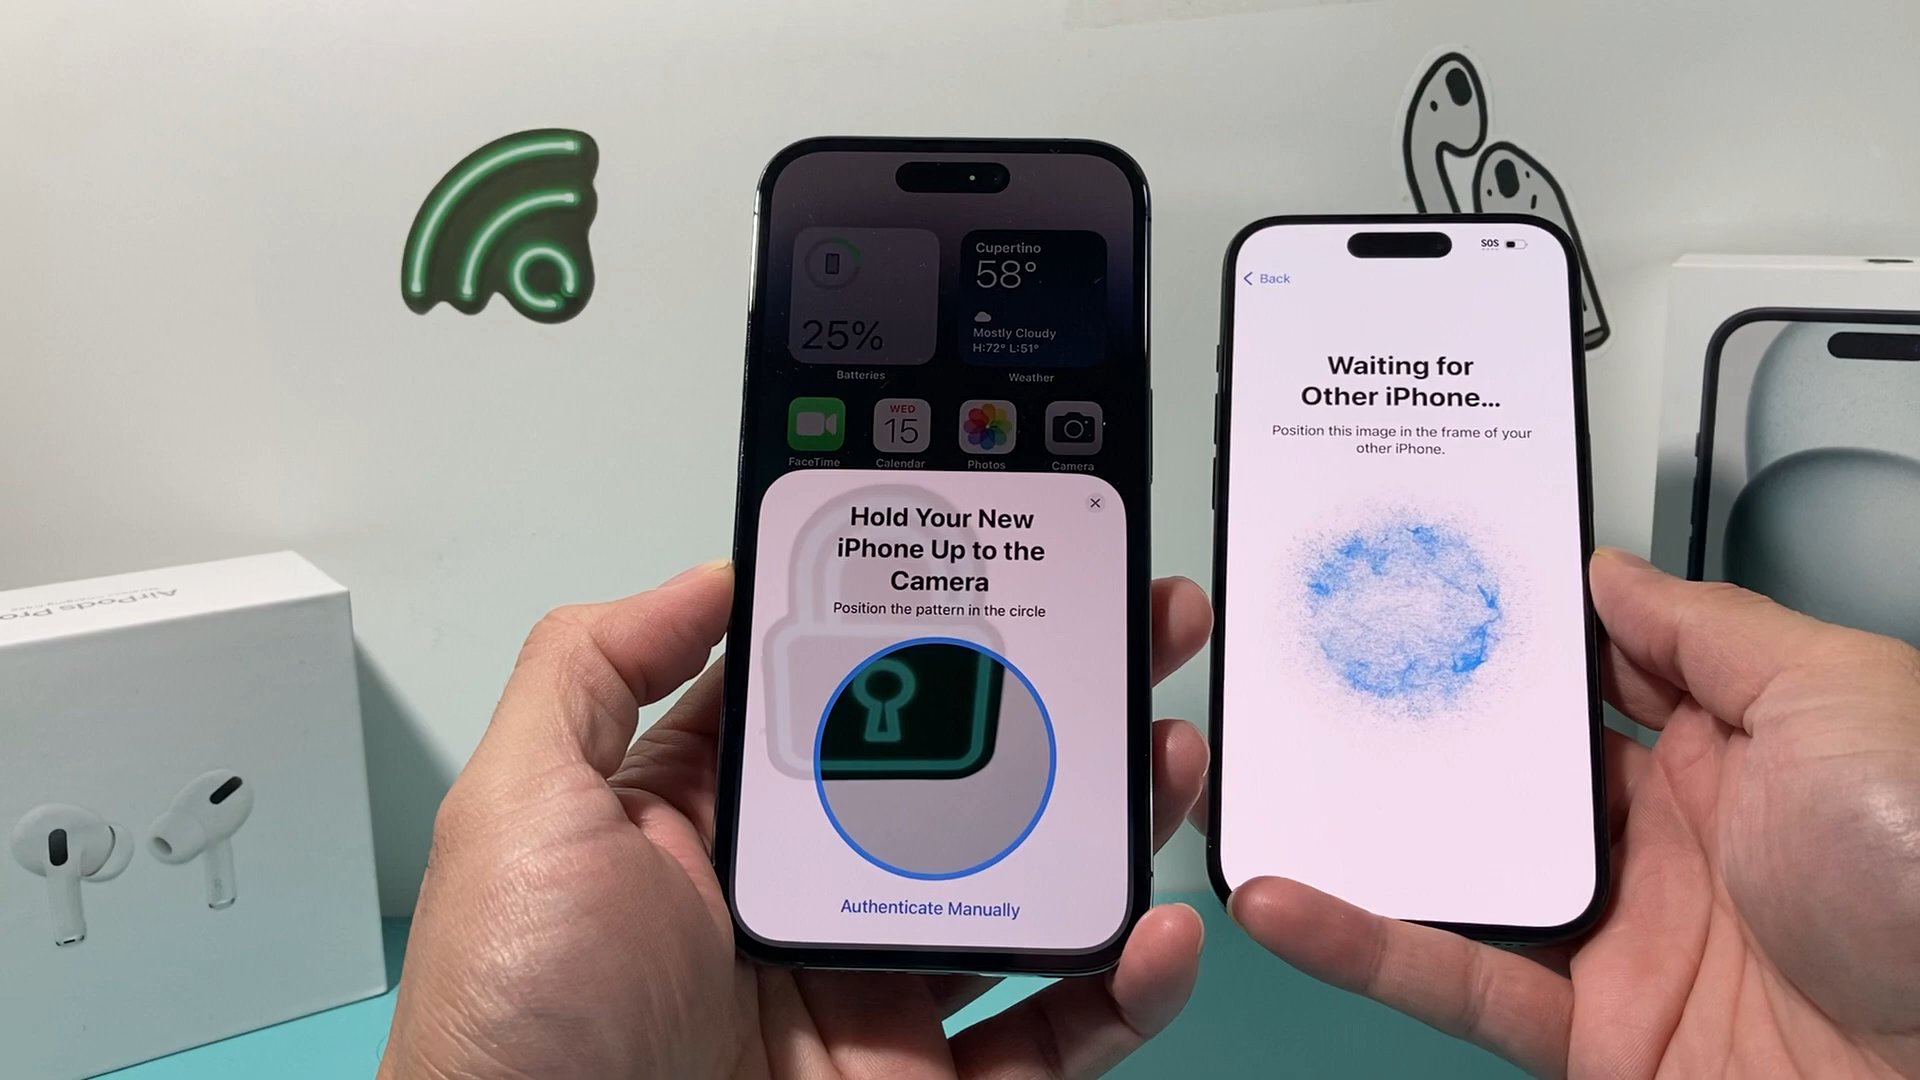 Cupertino
58°
Mostly Cloudy
H:72° L:51°
25%
Batteries
Weather
WED
15
FaceTime
Calendar
Photos
Camera
Hold Your New
iPhone Up to the
Camera
Position the pattern in the circle
Authenticate Manually
SOS
Back
Waiting for
Other iPhone...
Position this image in the frame of your
other iPhone.
AirPods Pro